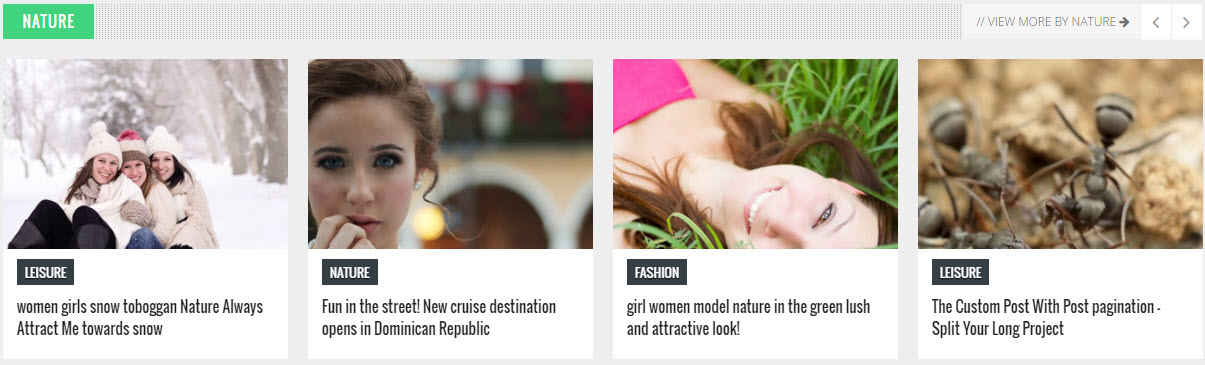 NATURE
// VIEW MORE BY NATURE
LEISURE
women girls snow toboggan Nature Always
Attract Me towards snow
NATURE
Fun in the street! New cruise destination
opens in Dominican Republic
FASHION
girl women model nature in the green lush
and attractive look!
LEISURE
The Custom Post With Post pagination -
Split Your Long Project